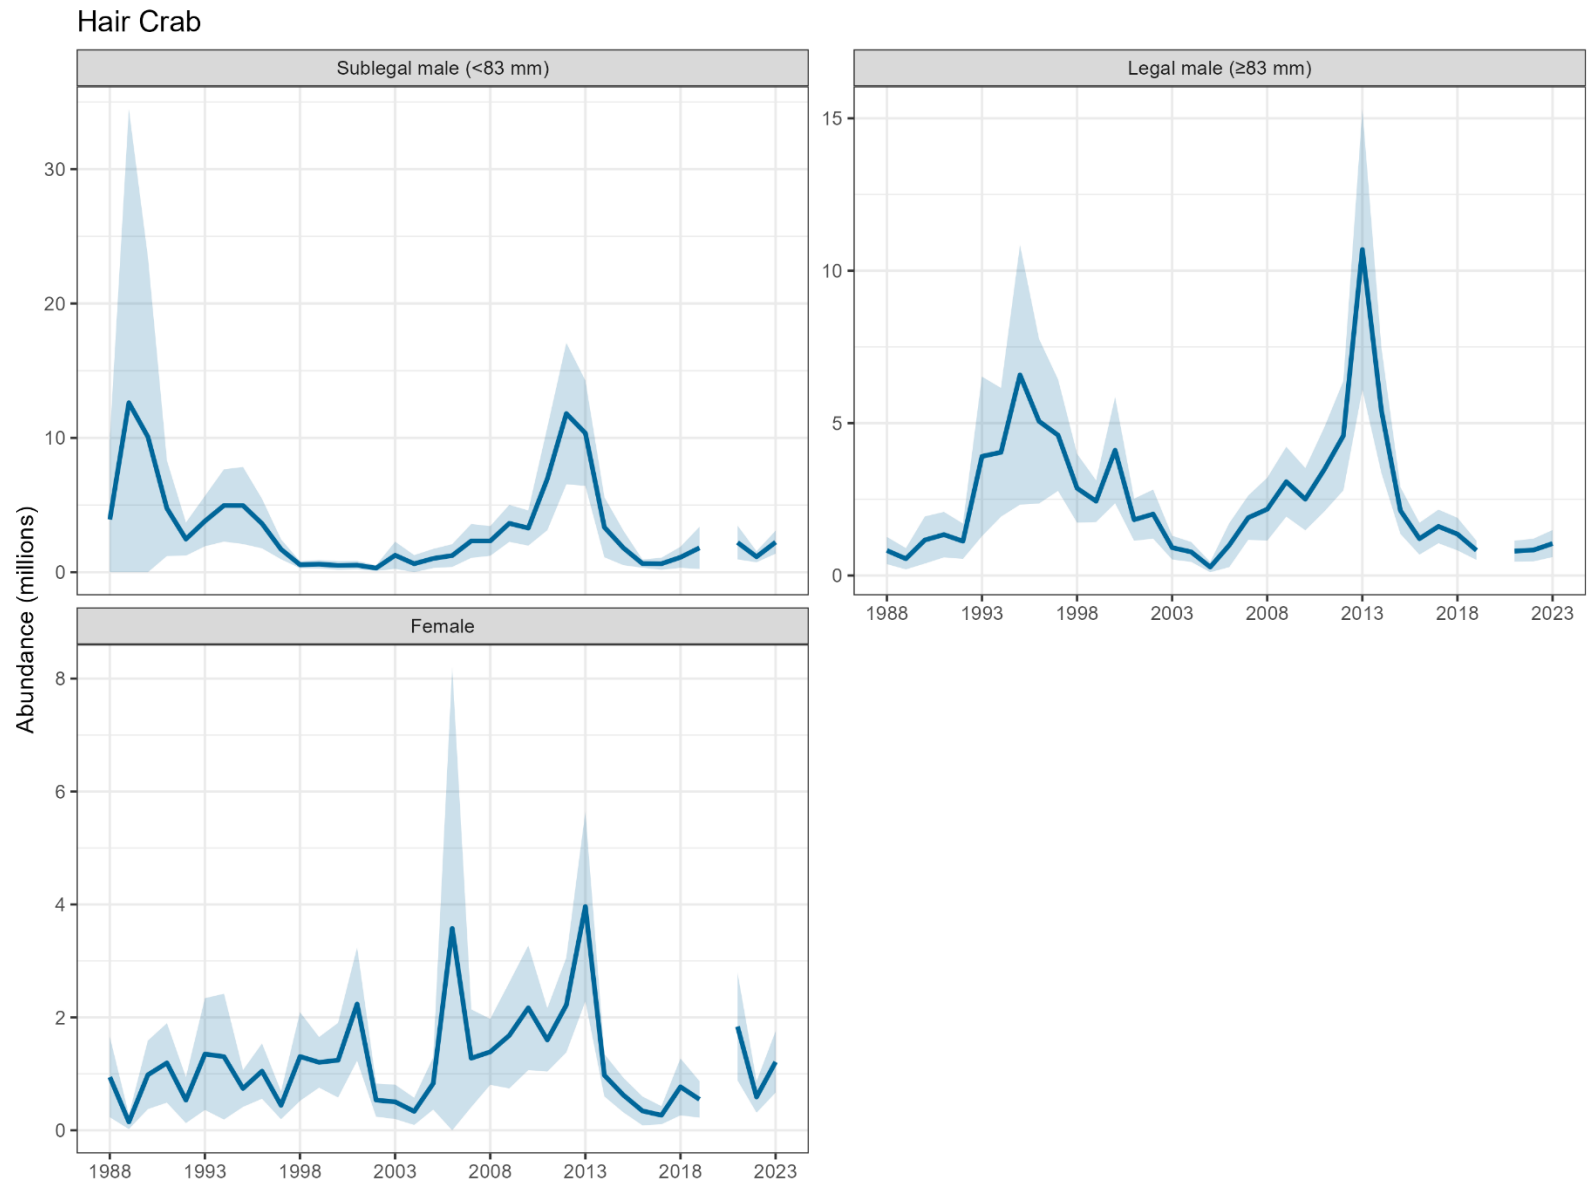 Hair Crab
Sublegal male (<83 mm)
Legal male (≥83 mm)
30
20
10
0
15
10
5
0
1988 1993 1998 2003 2008 2013 2018 2023
Female
Abundance (millions)
8
6
4
2
0
1988 1993 1998 2003 2008 2013 2018 2023